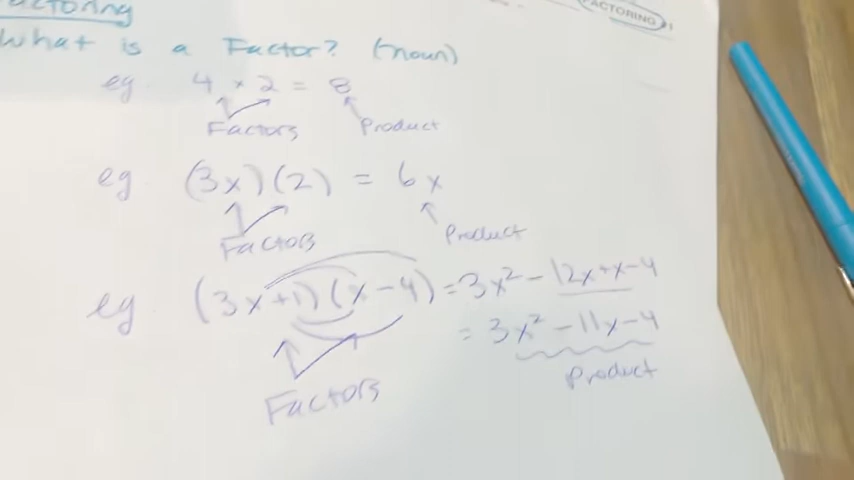 Factoring
FACTORING
What is a Factor? (noun)
eg 4 × 2 = 8
Factors Product
eg (3x)(2) = 6x
Factors Product
eg (3x+1)(x-4) = 3x² - 12x+x-4
= 3x² - 11x - 4
Factors Product